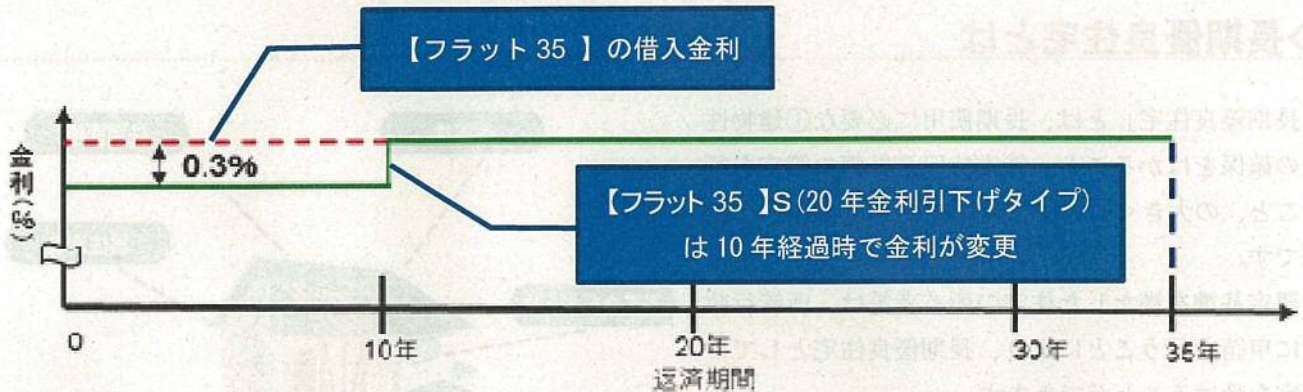 【フラット 35 】の借入金利
金利(%)
0.3%
【フラット 35 】S(20 年金利引下げタイプ)
は 10 年経過時で金利が変更
0
10年
20年
30年
35年
返済期間